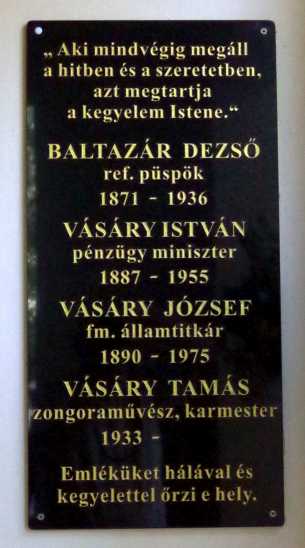 „Aki mindvégig megáll
a hitben és a szeretetben,
azt megtartja
a kegyelem Istene.“
BALTAZÁR DEZSŐ
ref. püspök
1871 - 1936
VÁSÁRY ISTVÁN
pénzügy miniszter
1887 - 1955
VÁSÁRY JÓZSEF
fm. államtitkár
1890 - 1975
VÁSÁRY TAMÁS
zongoraművész, karmester
1933 -
Emléküket hálával és
kegyelettel őrzi e hely.